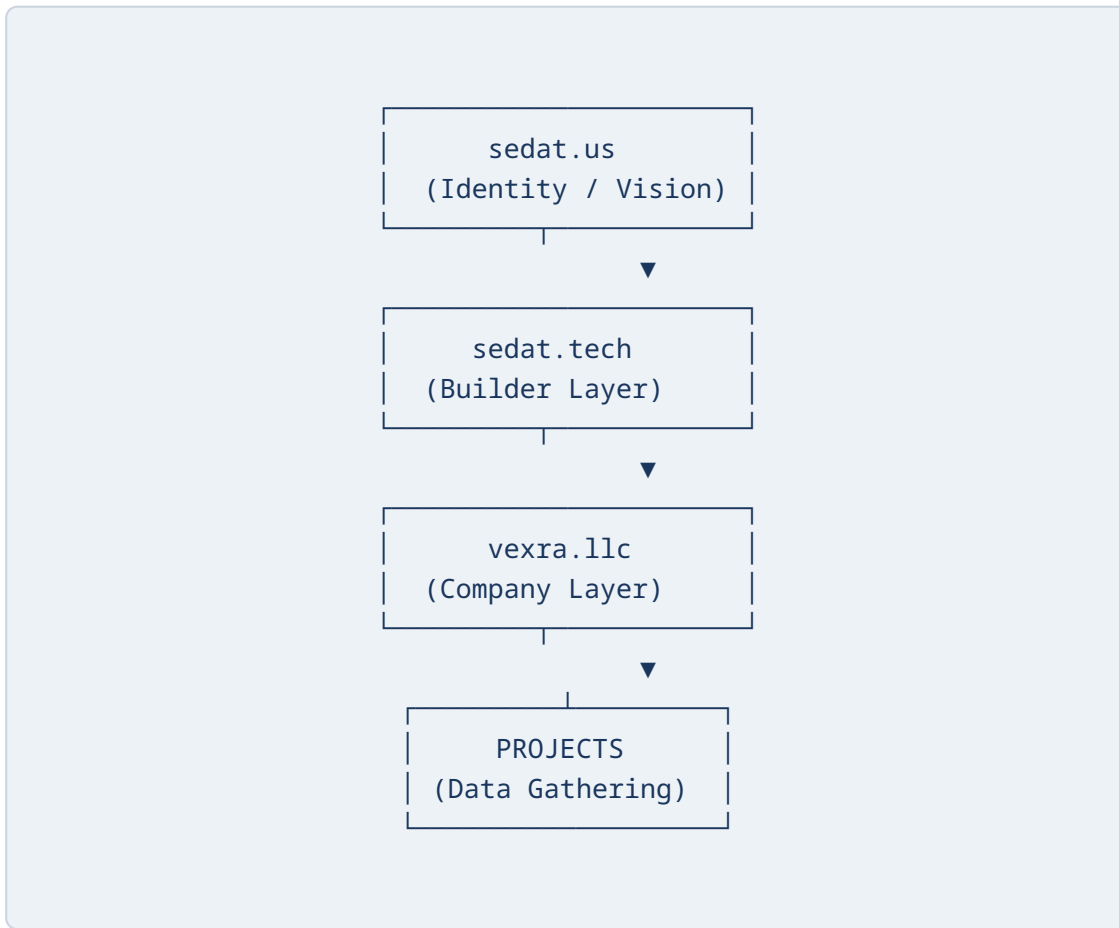 sedat.us
(Identity / Vision)
▼
sedat.tech
(Builder Layer)
▼
vexra.llc
(Company Layer)
▼
PROJECTS
(Data Gathering)